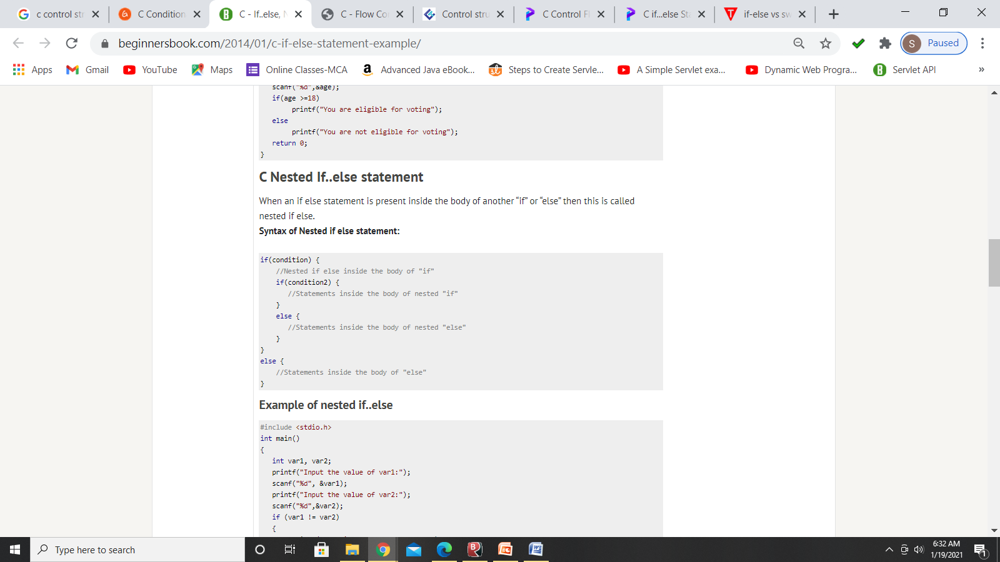 c control str
C Condition
C - If..else, N
C - Flow Co
Control stru
C Control Fl
C if...else Sta
if-else vs sw
beginnersbook.com/2014/01/c-if-else-statement-example/
S Paused
Apps Gmail YouTube Maps Online Classes-MCA Advanced Java eBook... Steps to Create Servle... A Simple Servlet exa... Dynamic Web Progra... Servlet API »
scanf("%d",&age);
if(age >=18)
printf("You are eligible for voting");
else
printf("You are not eligible for voting");
return 0;
}
C Nested If..else statement
When an if else statement is present inside the body of another “if” or “else” then this is called
nested if else.
Syntax of Nested if else statement:
if(condition) {
//Nested if else inside the body of "if"
if(condition2) {
//Statements inside the body of nested "if"
}
else {
//Statements inside the body of nested "else"
}
}
else {
//Statements inside the body of "else"
}
Example of nested if..else
#include <stdio.h>
int main()
{
int var1, var2;
printf("Input the value of var1:");
scanf("%d", &var1);
printf("Input the value of var2:");
scanf("%d",&var2);
if (var1 != var2)
{
Type here to search
6:32 AM
1/19/2021
1